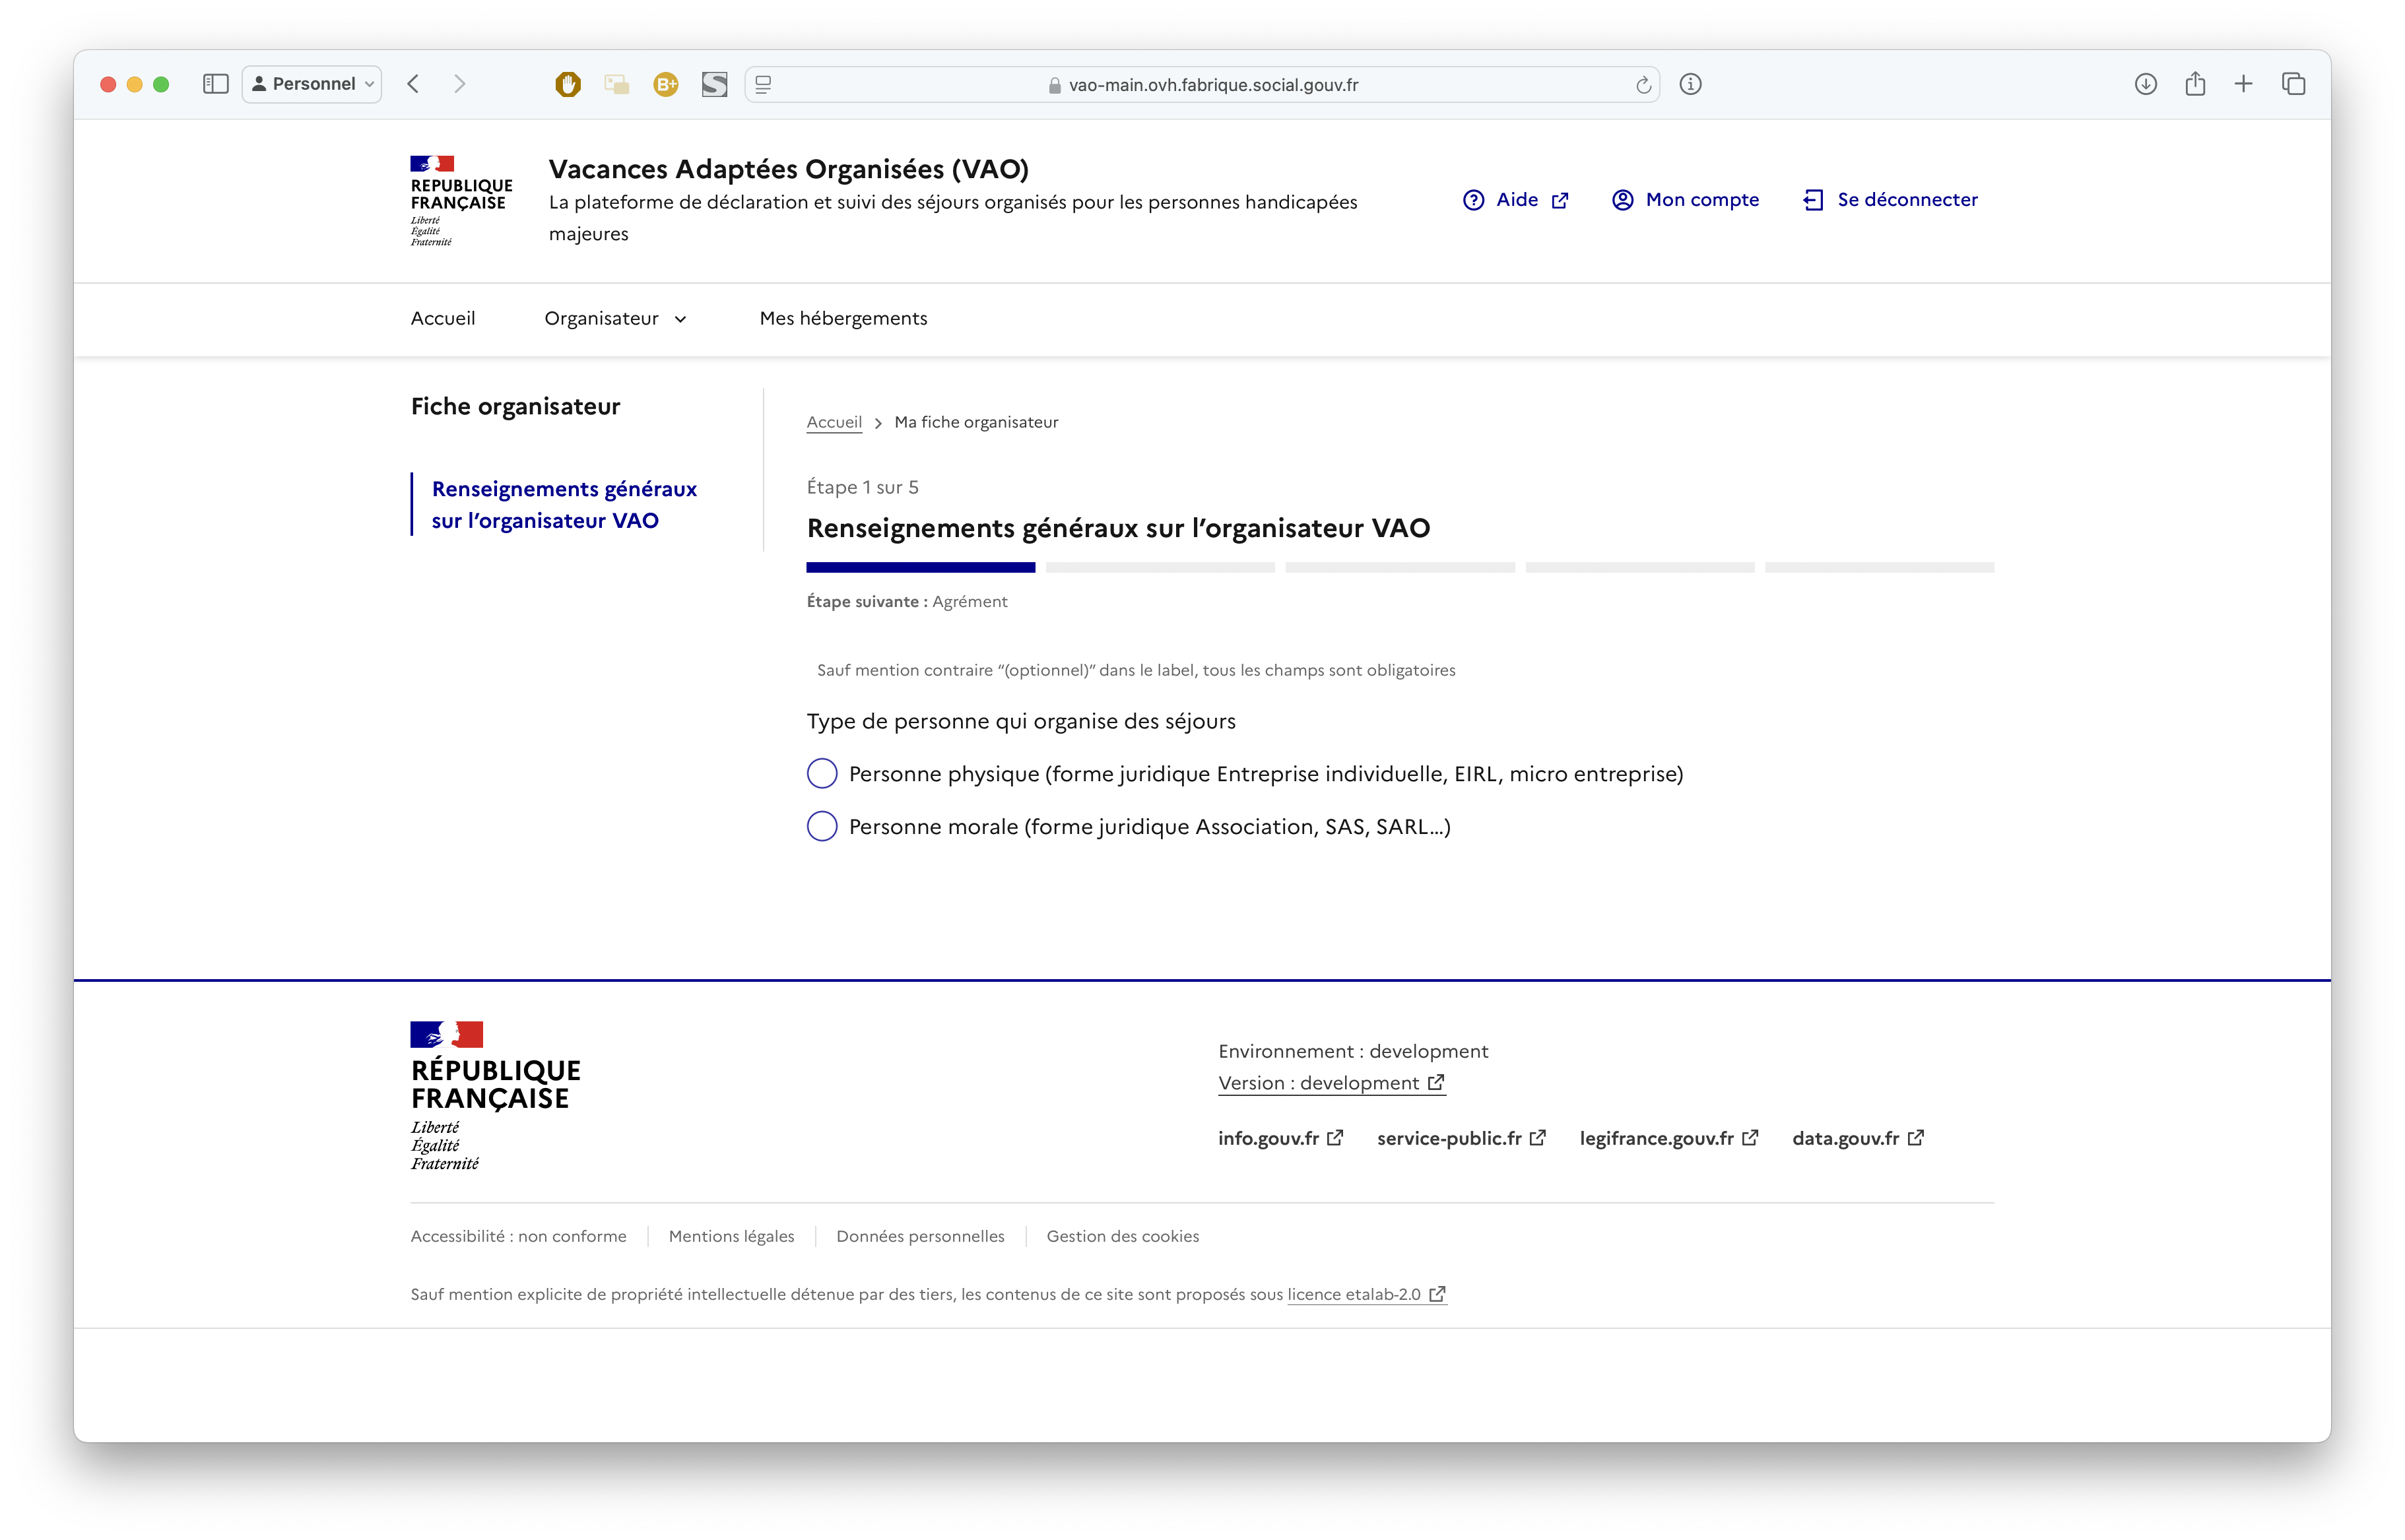 Personnel
B+
vao-main.ovh.fabrique.social.gouv.fr
RÉPUBLIQUE
FRANÇAISE
Liberté
Égalité
Fraternité
Vacances Adaptées Organisées (VAO)
La plateforme de déclaration et suivi des séjours organisés pour les personnes handicapées
majeures
Aide
Mon compte
Se déconnecter
Accueil
Organisateur
Mes hébergements
Fiche organisateur
Renseignements généraux
sur l’organisateur VAO
Accueil > Ma fiche organisateur
Étape 1 sur 5
Renseignements généraux sur l’organisateur VAO
Étape suivante : Agrément
Sauf mention contraire “(optionnel)” dans le label, tous les champs sont obligatoires
Type de personne qui organise des séjours
Personne physique (forme juridique Entreprise individuelle, EIRL, micro entreprise)
Personne morale (forme juridique Association, SAS, SARL…)
RÉPUBLIQUE
FRANÇAISE
Liberté
Égalité
Fraternité
Environnement : development
Version : development
info.gouv.fr
service-public.fr
legifrance.gouv.fr
data.gouv.fr
Accessibilité : non conforme
Mentions légales
Données personnelles
Gestion des cookies
Sauf mention explicite de propriété intellectuelle détenue par des tiers, les contenus de ce site sont proposés sous licence etalab-2.0